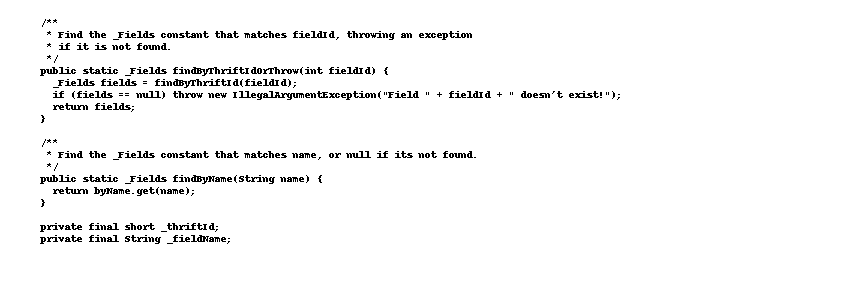 /**
 * Find the _Fields constant that matches fieldId, throwing an exception
 * if it is not found.
 */
public static _Fields findByThriftIdOrThrow(int fieldId) {
  _Fields fields = findByThriftId(fieldId);
  if (fields == null) throw new IllegalArgumentException("Field " + fieldId + " doesn't exist!");
  return fields;
}

/**
 * Find the _Fields constant that matches name, or null if its not found.
 */
public static _Fields findByName(String name) {
  return byName.get(name);
}

private final short _thriftId;
private final String _fieldName;